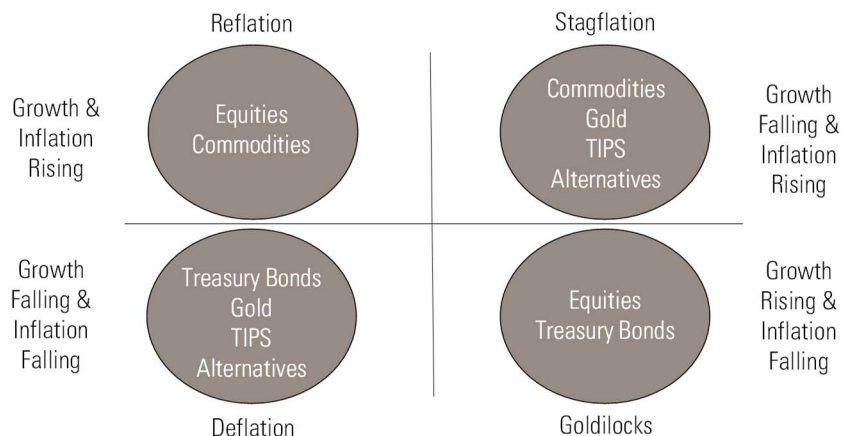 Reflation
Stagflation
Growth &
Inflation
Rising
Equities
Commodities
Commodities
Gold
TIPS
Alternatives
Growth
Falling &
Inflation
Rising
Growth
Falling &
Inflation
Falling
Treasury Bonds
Gold
TIPS
Alternatives
Equities
Treasury Bonds
Growth
Rising &
Inflation
Falling
Deflation
Goldilocks